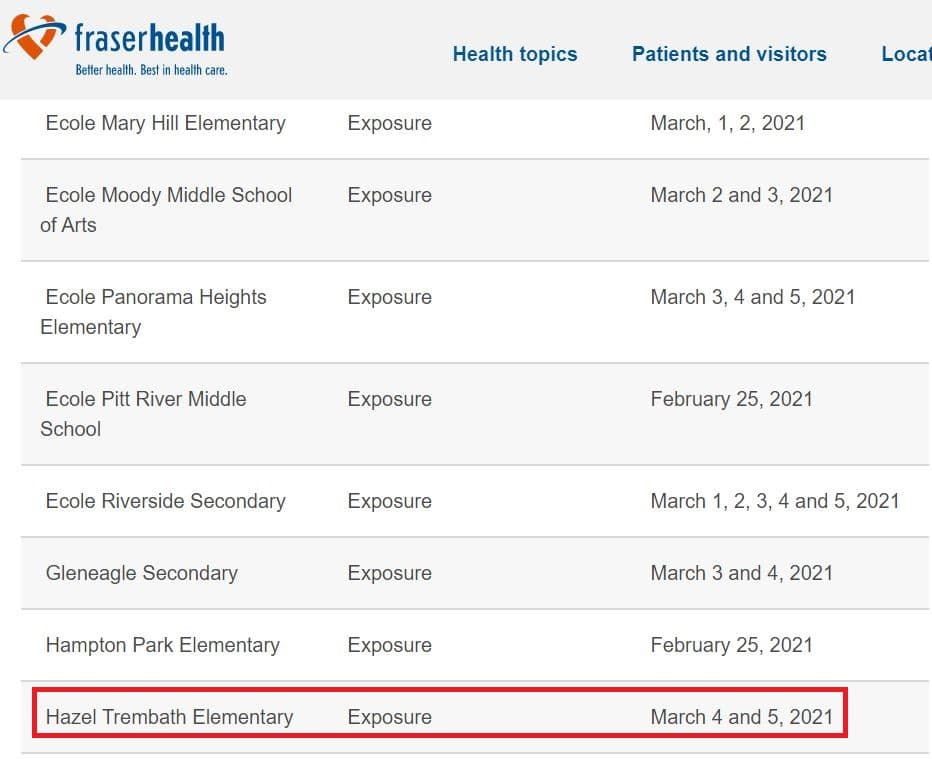 fraserhealth
Better health. Best in health care.
Health topics Patients and visitors Locat
Ecole Mary Hill Elementary Exposure March, 1, 2, 2021
Ecole Moody Middle School Exposure March 2 and 3, 2021
of Arts
Ecole Panorama Heights Exposure March 3, 4 and 5, 2021
Elementary
Ecole Pitt River Middle Exposure February 25, 2021
School
Ecole Riverside Secondary Exposure March 1, 2, 3, 4 and 5, 2021
Gleneagle Secondary Exposure March 3 and 4, 2021
Hampton Park Elementary Exposure February 25, 2021
Hazel Trembath Elementary Exposure March 4 and 5, 2021